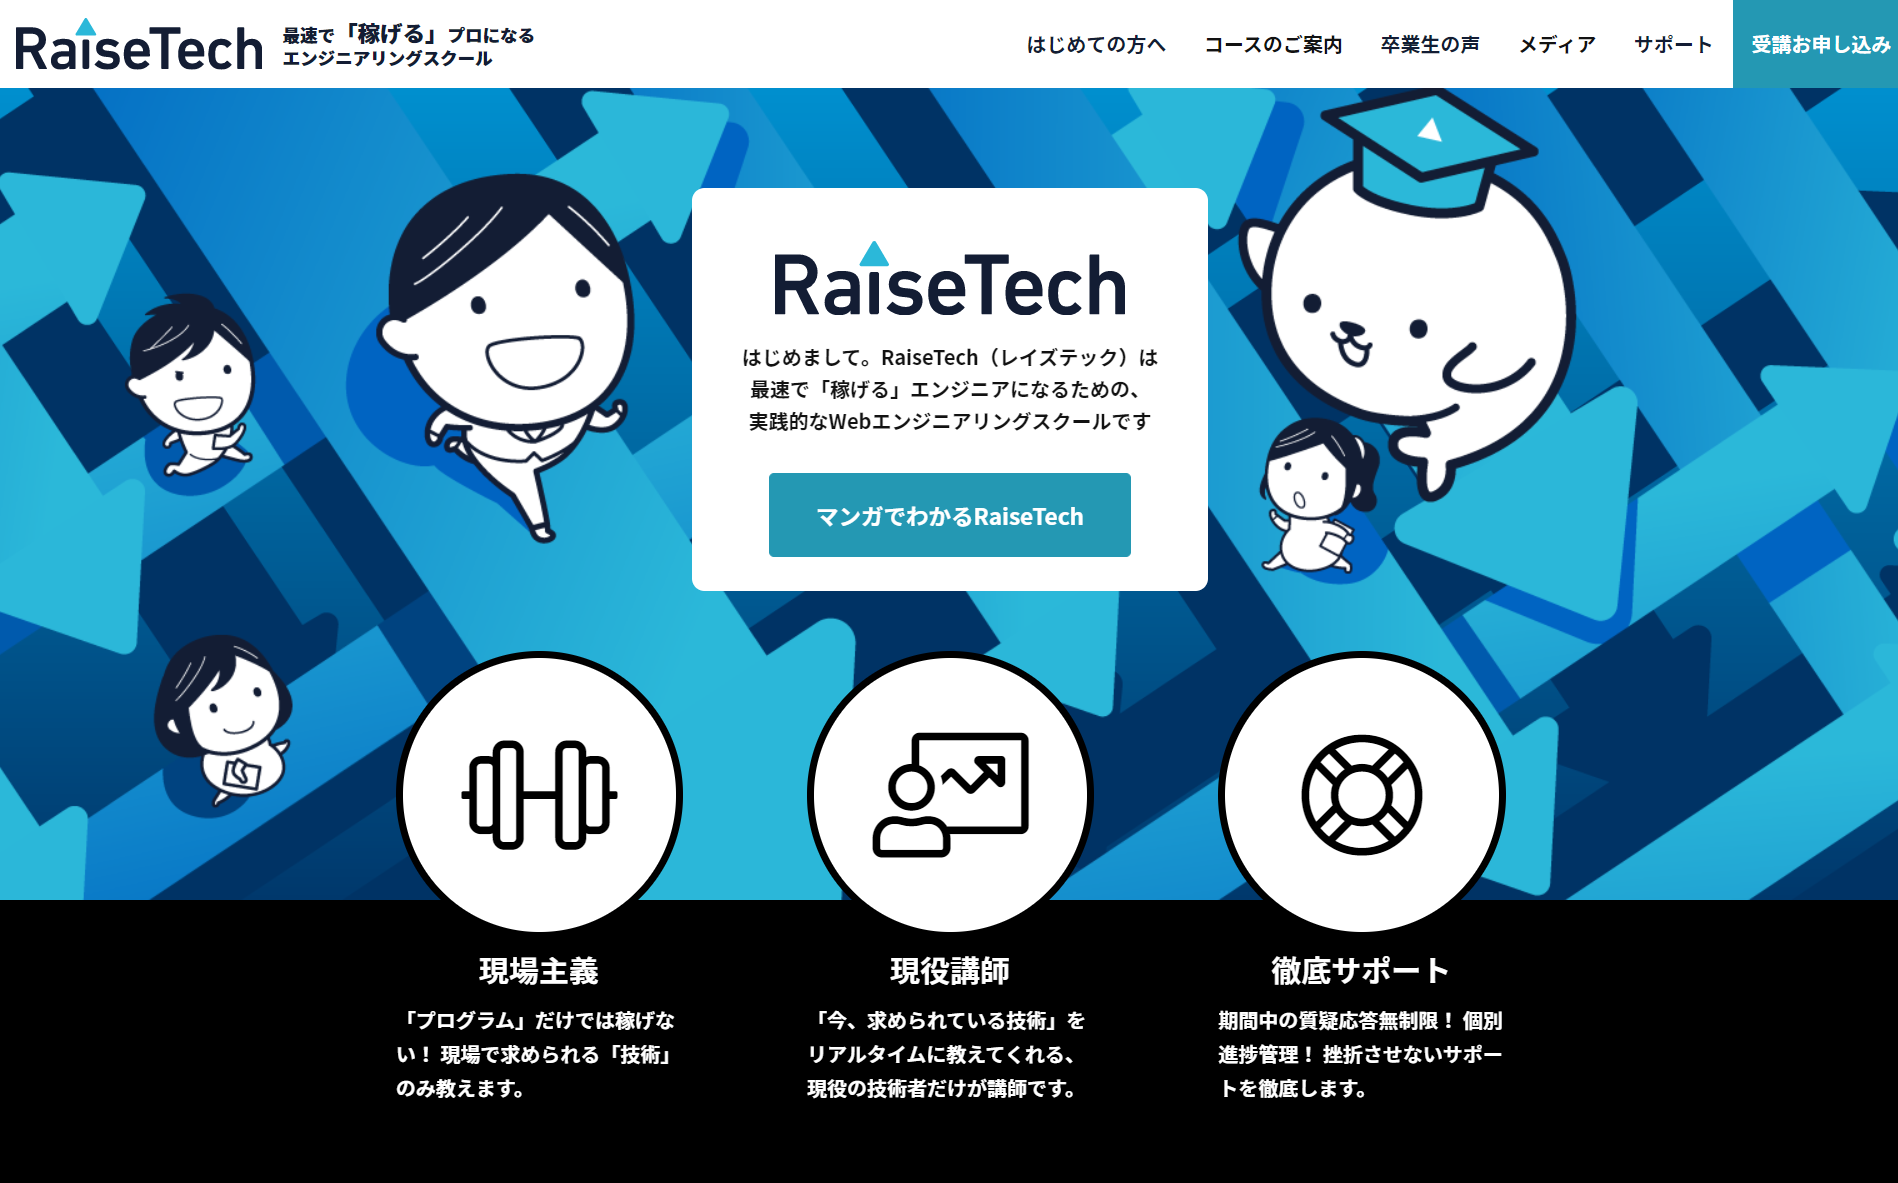 RaiseTech
最速で「稼げる」プロになる
エンジニアリングスクール
はじめての方へ
コースのご案内
卒業生の声
メディア
サポート
受講お申し込み
RaiseTech
はじめまして。RaiseTech（レイズテック）は
最速で「稼げる」エンジニアになるための、
実践的なWebエンジニアリングスクールです
マンガでわかるRaiseTech
現場主義
「プログラム」だけでは稼げな
い！ 現場で求められる「技術」
のみ教えます。
現役講師
「今、求められている技術」を
リアルタイムに教えてくれる、
現役の技術者だけが講師です。
徹底サポート
期間中の質疑応答無制限！ 個別
進捗管理！ 挫折させないサポー
トを徹底します。